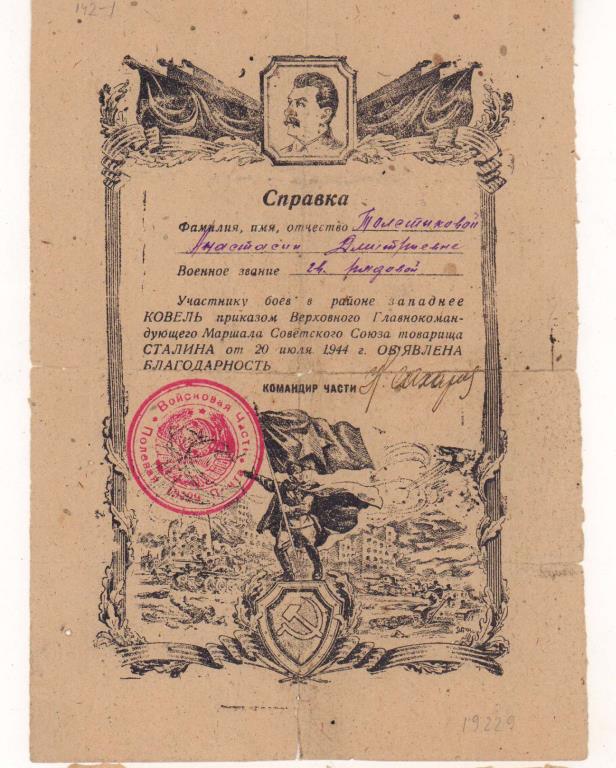 142-1
Справка
Фамилия, имя, отчество Толстиковой
Анастасии Дмитриевне
Военное звание гв. рядовой
Участнику боев в районе западнее
КОВЕЛЬ приказом Верховного Главнокоман-
дующего Маршала Советского Союза товарища
СТАЛИНА от 20 июля 1944 г. ОБ'ЯВЛЕНА
БЛАГОДАРНОСТЬ
КОМАНДИР ЧАСТИ
Войсковая Часть Полевая
19229